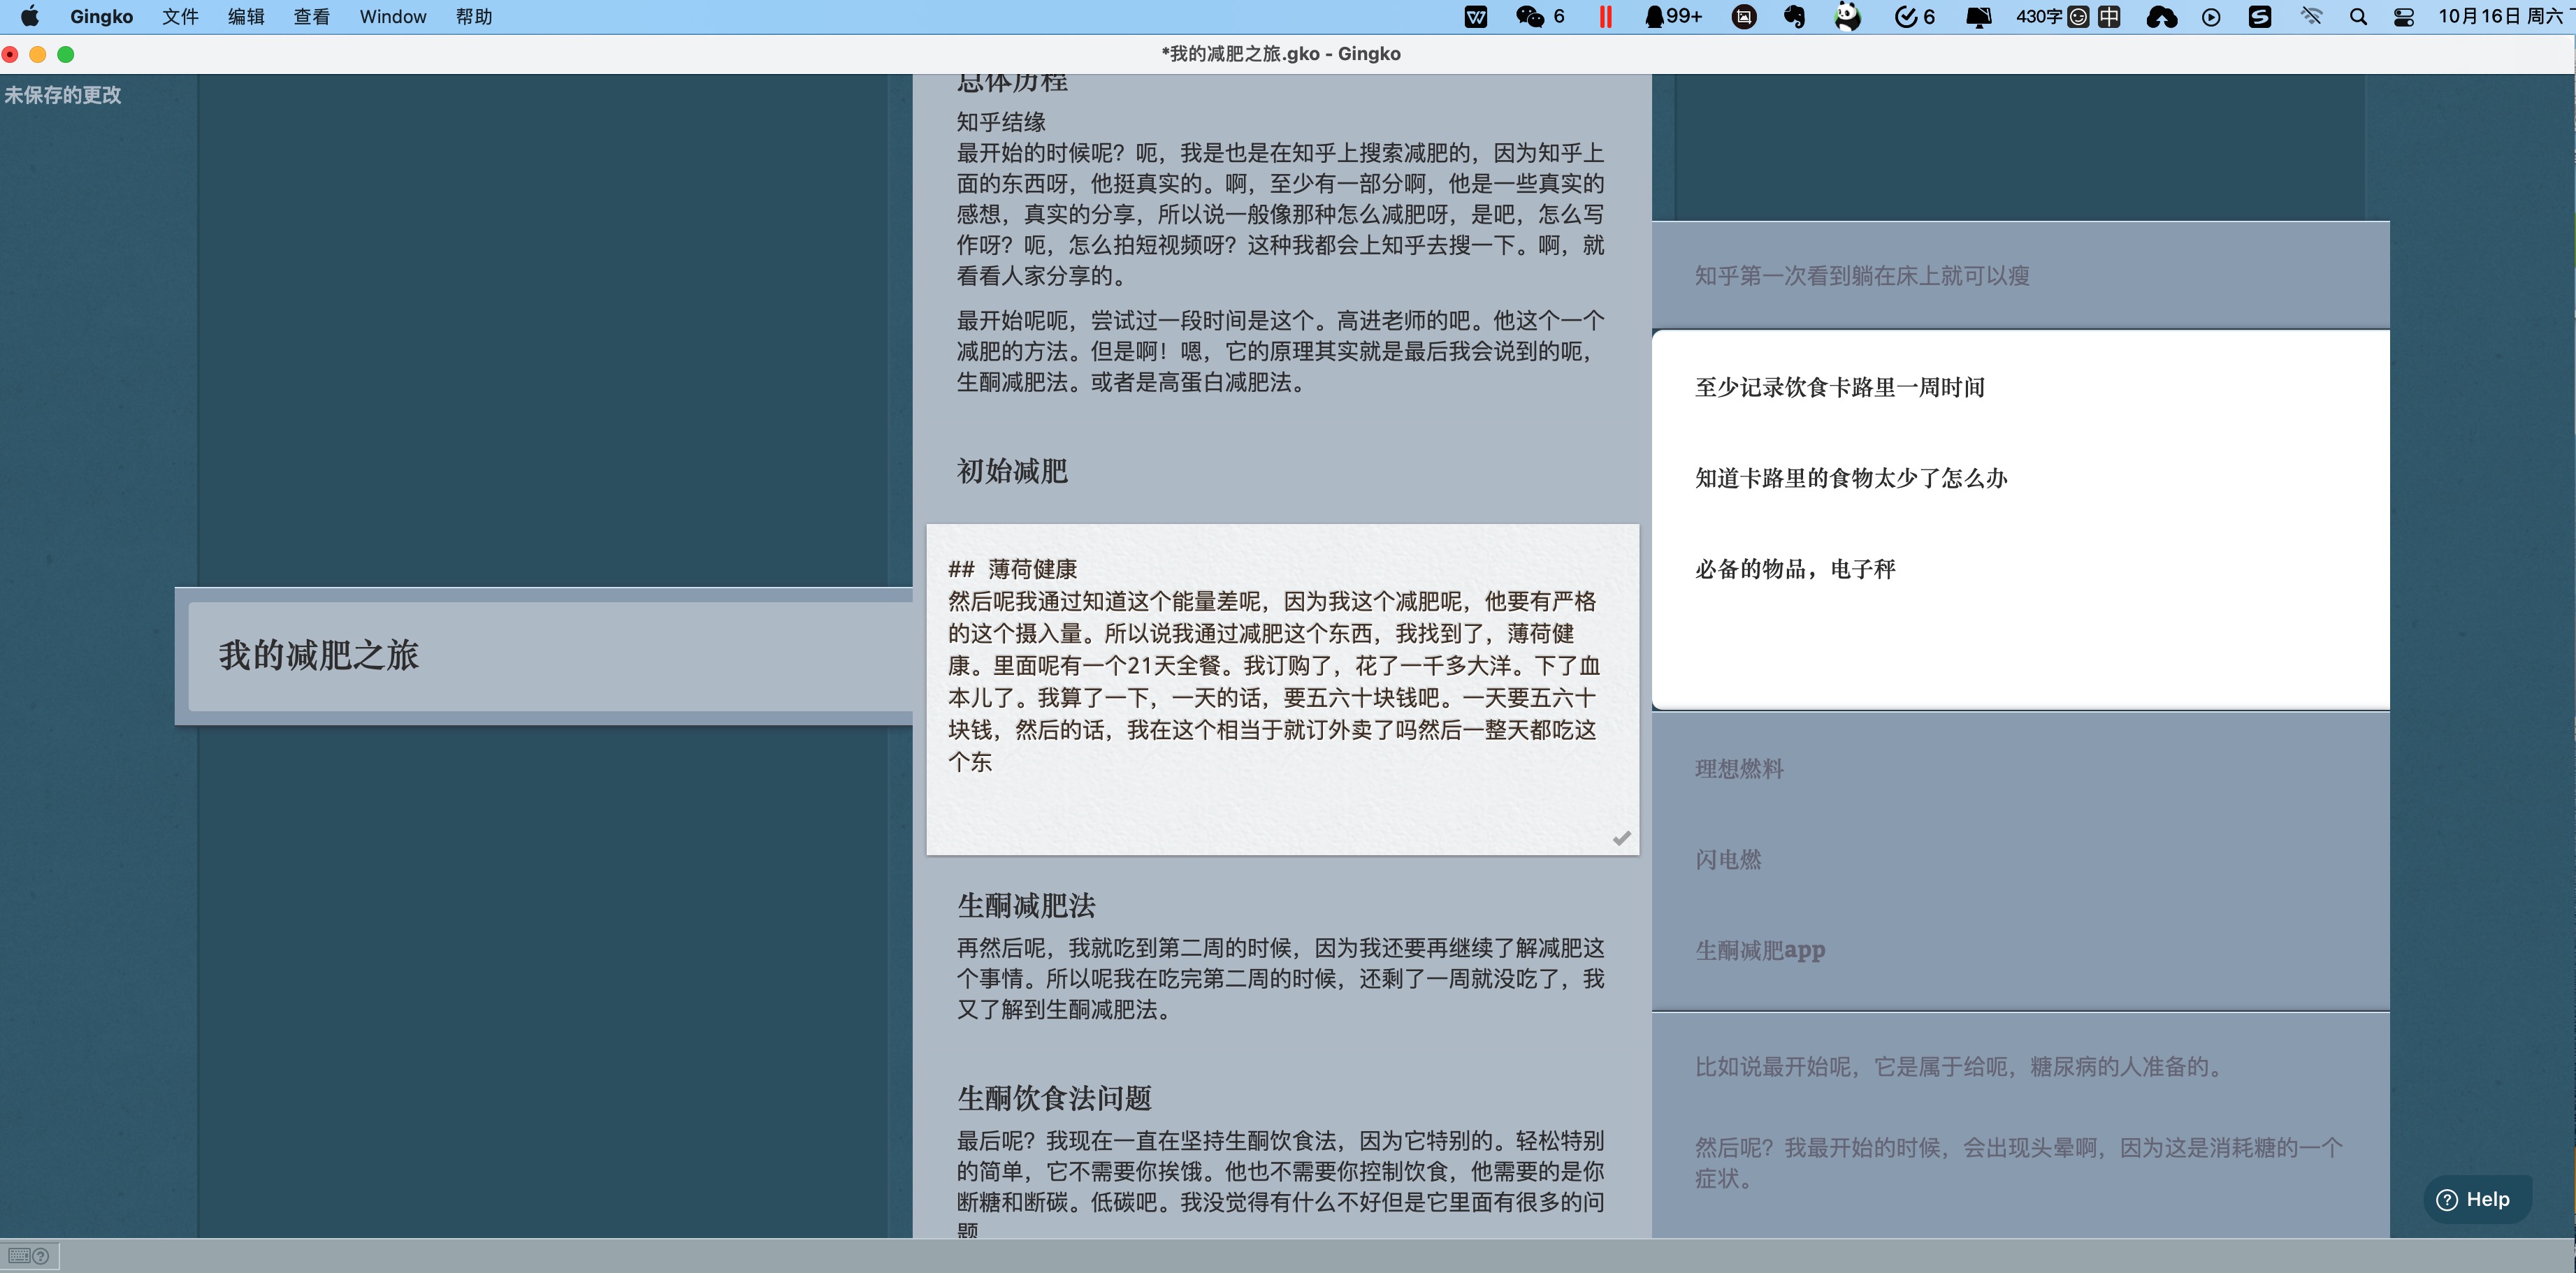 Gingko 文件 编辑 查看 Window 帮助 6 99+ 6 430字 中 10月16日 周六
*我的减肥之旅.gko - Gingko
未保存的更改
我的减肥之旅
总体历程
知乎结缘
最开始的时候呢？呃，我是也是在知乎上搜索减肥的，因为知乎上
面的东西呀，他挺真实的。啊，至少有一部分啊，他是一些真实的
感想，真实的分享，所以说一般像那种怎么减肥呀，是吧，怎么写
作呀？呃，怎么拍短视频呀？这种我都会上知乎去搜一下。啊，就
看看人家分享的。
最开始呢呃，尝试过一段时间是这个。高进老师的吧。他这个一个
减肥的方法。但是啊！嗯，它的原理其实就是最后我会说到的呃，
生酮减肥法。或者是高蛋白减肥法。
初始减肥
## 薄荷健康
然后呢我通过知道这个能量差呢，因为我这个减肥呢，他要有严格
的这个摄入量。所以说我通过减肥这个东西，我找到了，薄荷健
康。里面呢有一个21天全餐。我订购了，花了一千多大洋。下了血
本儿了。我算了一下，一天的话，要五六十块钱吧。一天要五六十
块钱，然后的话，我在这个相当于就订外卖了吗然后一整天都吃这
个东
生酮减肥法
再然后呢，我就吃到第二周的时候，因为我还要再继续了解减肥这
个事情。所以呢我在吃完第二周的时候，还剩了一周就没吃了，我
又了解到生酮减肥法。
生酮饮食法问题
最后呢？我现在一直在坚持生酮饮食法，因为它特别的。轻松特别
的简单，它不需要你挨饿。他也不需要你控制饮食，他需要的是你
断糖和断碳。低碳吧。我没觉得有什么不好但是它里面有很多的问
题
知乎第一次看到躺在床上就可以瘦
至少记录饮食卡路里一周时间
知道卡路里的食物太少了怎么办
必备的物品，电子秤
理想燃料
闪电燃
生酮减肥app
比如说最开始呢，它是属于给呃，糖尿病的人准备的。
然后呢？我最开始的时候，会出现头晕啊，因为这是消耗糖的一个
症状。
Help